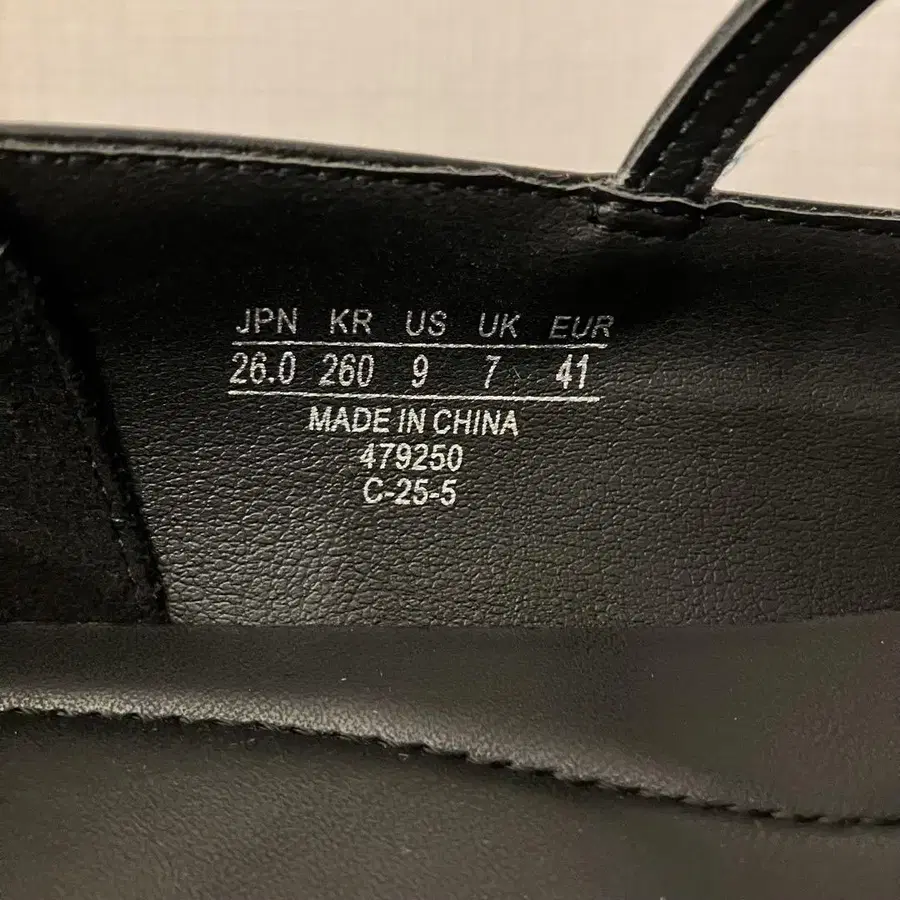 JPN KR US UK EUR
26.0 260 9 7 41
MADE IN CHINA
479250
C-25-5